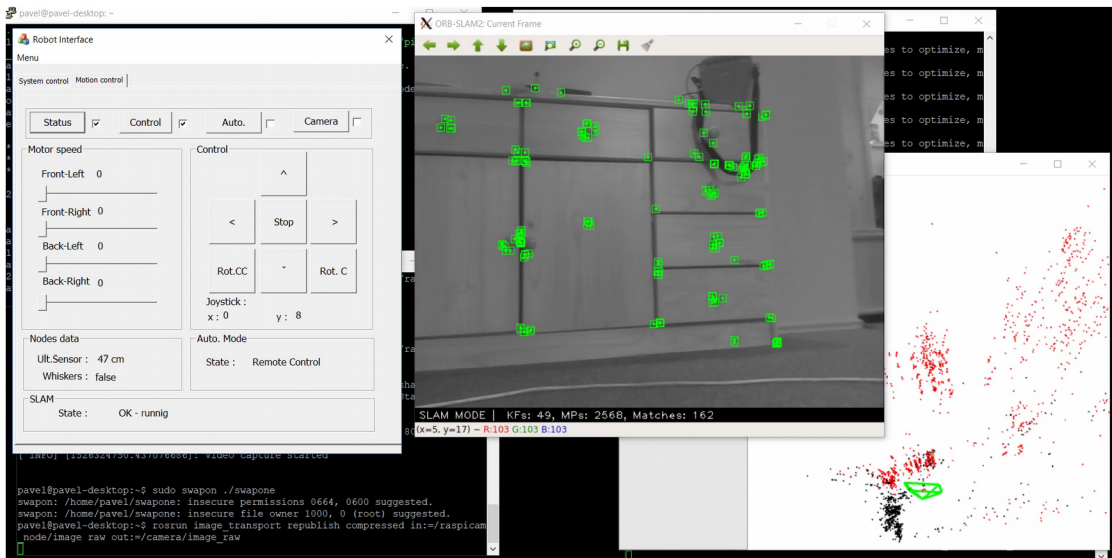 pavel@pavel-desktop: ~
Robot Interface
Menu
System control
Motion control
Status
Control
Auto.
Camera
Motor speed
Front-Left 0
Front-Right 0
Back-Left 0
Back-Right 0
Control
^
<
Stop
>
Rot.CC
ˇ
Rot. C
Joystick :
x : 0 y : 8
Nodes data
Ult.Sensor : 47 cm
Whiskers : false
Auto. Mode
State : Remote Control
SLAM
State : OK - runnig
ORB-SLAM2: Current Frame
SLAM MODE | KFs: 49, MPs: 2568, Matches: 162
(x=5, y=17) ~ R:103 G:103 B:103
es to optimize, m
es to optimize, m
es to optimize, m
es to optimize, m
es to optimize, m
[ INFO] [1526324750.437076686]: Video capture started
pavel@pavel-desktop:~$ sudo swapon ./swapone
swapon: /home/pavel/swapone: insecure permissions 0664, 0600 suggested.
swapon: /home/pavel/swapone: insecure file owner 1000, 0 (root) suggested.
pavel@pavel-desktop:~$ rosrun image_transport republish compressed in:=/raspicam
_node/image raw out:=/camera/image_raw